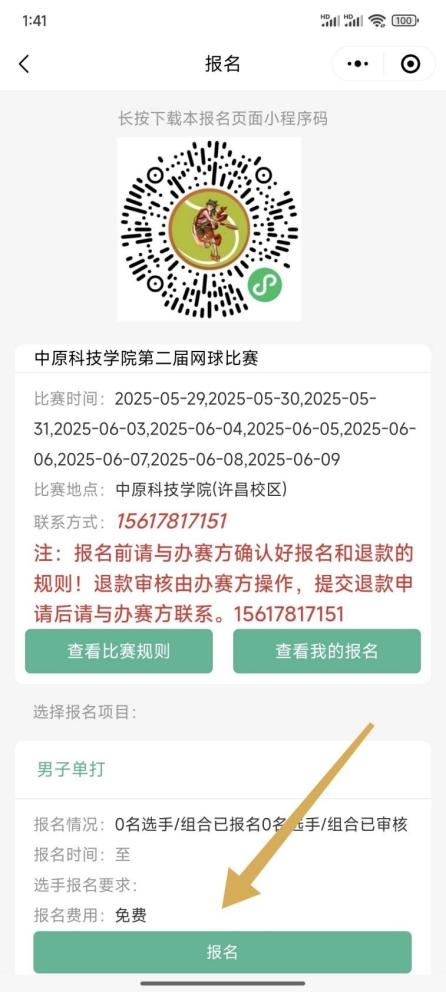 1:41
HD HD 100
报名
长按下载本报名页面小程序码
中原科技学院第二届网球比赛
比赛时间：2025-05-29,2025-05-30,2025-05-
31,2025-06-03,2025-06-04,2025-06-05,2025-06-
06,2025-06-07,2025-06-08,2025-06-09
比赛地点：中原科技学院(许昌校区)
联系方式：15617817151
注：报名前请与办赛方确认好报名和退款的
规则！退款审核由办赛方操作，提交退款申
请后请与办赛方联系。15617817151
查看比赛规则 查看我的报名
选择报名项目：
男子单打
报名情况：0名选手/组合已报名0名选手/组合已审核
报名时间：至
选手报名要求：
报名费用：免费
报名